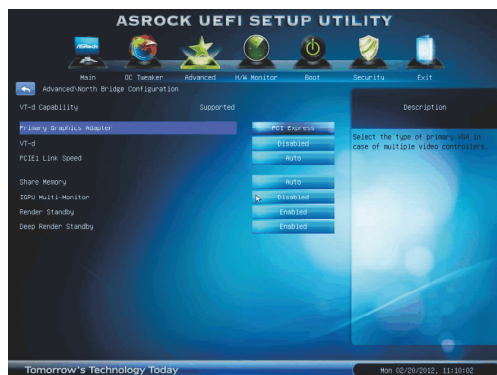 ASROCK UEFI SETUP UTILITY
ASRock
Main OC Tweaker Advanced H/W Monitor Boot Security Exit
Advanced\North Bridge Configuration
VT-d Capability Supported
Description
Primary Graphics Adapter PCI Express
Select the type of primary VGA in
case of multiple video controllers.
VT-d Disabled
PCIE1 Link Speed Auto
Share Memory Auto
IGPU Multi-Monitor Disabled
Render Standby Enabled
Deep Render Standby Enabled
Tomorrow's Technology Today
Mon 02/20/2012, 11:10:02